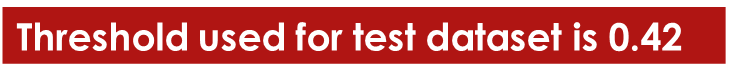 Threshold used for test dataset is 0.42